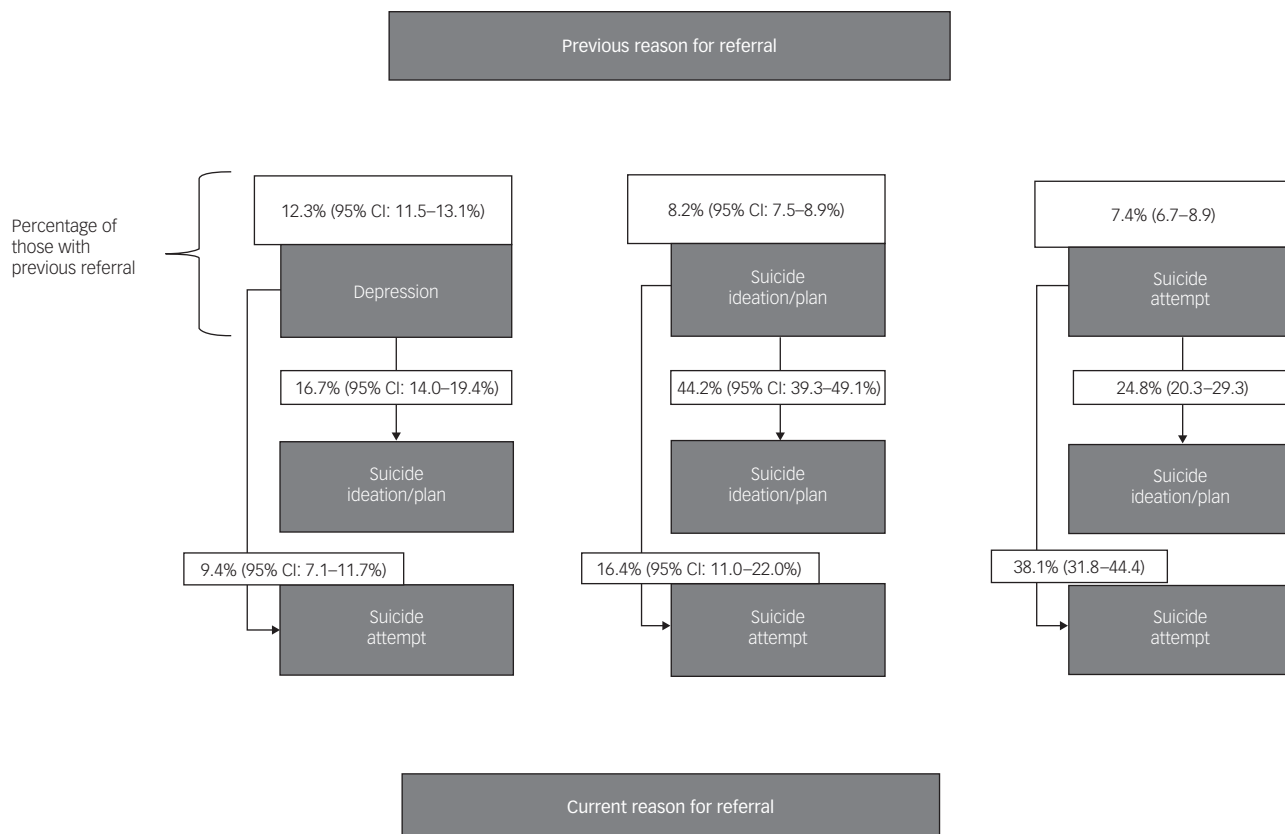 Previous reason for referral
Percentage of
those with
previous referral
12.3% (95% CI: 11.5–13.1%)
Depression
16.7% (95% CI: 14.0–19.4%)
Suicide
ideation/plan
9.4% (95% CI: 7.1–11.7%)
Suicide
attempt
8.2% (95% CI: 7.5–8.9%)
Suicide
ideation/plan
44.2% (95% CI: 39.3–49.1%)
Suicide
ideation/plan
16.4% (95% CI: 11.0–22.0%)
Suicide
attempt
7.4% (6.7–8.9)
Suicide
attempt
24.8% (20.3–29.3)
Suicide
ideation/plan
38.1% (31.8–44.4)
Suicide
attempt
Current reason for referral